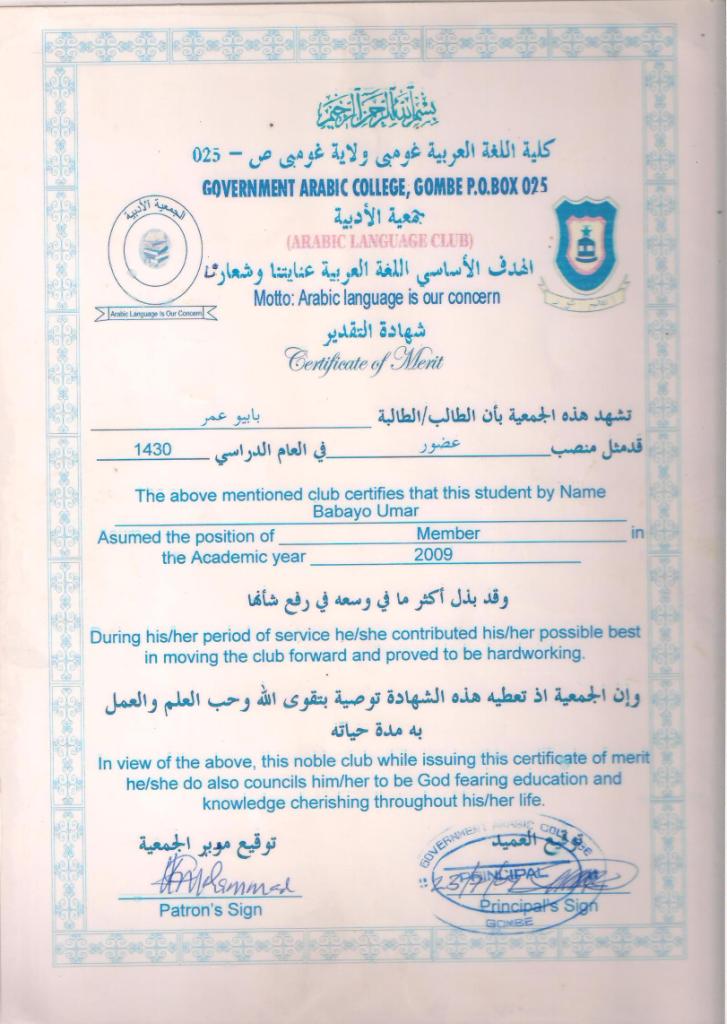 بسم الله الرحمن الرحيم
كلية اللغة العربية غومبى ولاية غومبى ص - 025
GOVERNMENT ARABIC COLLEGE, GOMBE P.O.BOX 025
جمعية الأدبية
(ARABIC LANGUAGE CLUB)
الهدف الأساسي اللغة العربية عنايتنا وشعارنا
Motto: Arabic language is our concern
الجمعية الأدبية
Arabic Language Is Our Concern
شهادة التقدير
Certificate of Merit
تشهد هذه الجمعية بأن الطالب/الطالبة بابيو عمر
قدمثل منصب عضور في العام الدراسي 1430
The above mentioned club certifies that this student by Name
Babayo Umar
Asumed the position of Member in
the Academic year 2009
وقد بذل أكثر ما في وسعه في رفع شأنها
During his/her period of service he/she contributed his/her possible best
in moving the club forward and proved to be hardworking.
وإن الجمعية اذ تعطيه هذه الشهادة توصية بتقوى الله وحب العلم والعمل
به مدة حياته
In view of the above, this noble club while issuing this certificate of merit
he/she do also councils him/her to be God fearing education and
knowledge cherishing throughout his/her life.
توقيع موبر الجمعية
توقيع العميد
GOVERNMENT ARABIC COLLEGE
PRINCIPAL
GOMBE
Patron's Sign
Principal's Sign